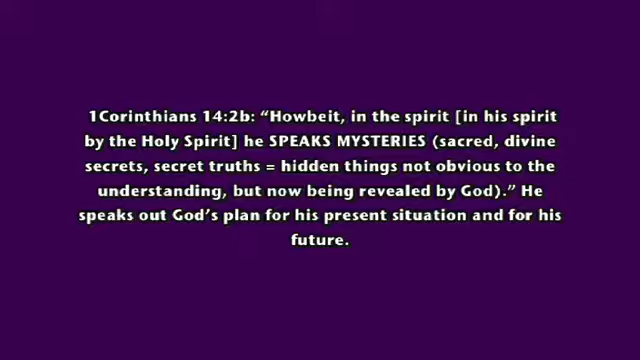 1Corinthians 14:2b: “Howbeit, in the spirit [in his spirit
by the Holy Spirit] he SPEAKS MYSTERIES (sacred, divine
secrets, secret truths = hidden things not obvious to the
understanding, but now being revealed by God).” He
speaks out God’s plan for his present situation and for his
future.